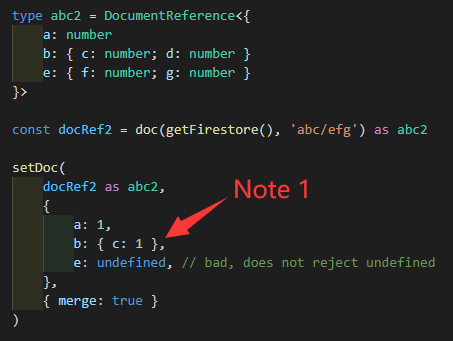 type abc2 = DocumentReference<{
a: number
b: { c: number; d: number }
e: { f: number; g: number }
}>
const docRef2 = doc(getFirestore(), 'abc/efg') as abc2
setDoc(
docRef2 as abc2,
{
a: 1,
b: { c: 1 },
Note 1
e: undefined, // bad, does not reject undefined
},
{ merge: true }
)